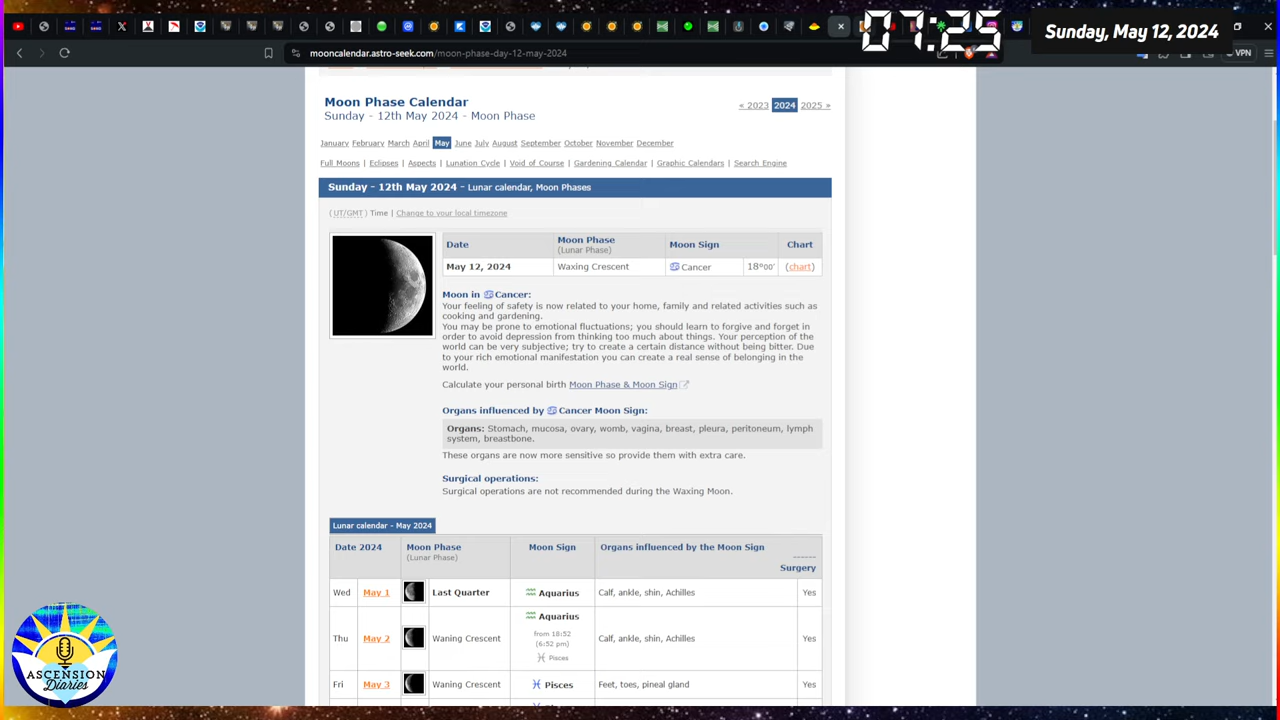 07:25
Sunday, May 12, 2024
mooncalendar.astro-seek.com/moon-phase-day-12-may-2024
VPN
Moon Phase Calendar
Sunday - 12th May 2024 - Moon Phase
« 2023 2024 2025 »
January February March April May June July August September October November December
Full Moons | Eclipses | Aspects | Lunation Cycle | Void of Course | Gardening Calendar | Graphic Calendars | Search Engine
Sunday - 12th May 2024 - Lunar calendar, Moon Phases
(UT/GMT) Time | Change to your local timezone
Date Moon Phase Moon Sign Chart
(Lunar Phase)
May 12, 2024 Waxing Crescent Cancer 18°00' (chart)
Moon in Cancer:
Your feeling of safety is now related to your home, family and related activities such as
cooking and gardening.
You may be prone to emotional fluctuations; you should learn to forgive and forget in
order to avoid depression from thinking too much about things. Your perception of the
world can be very subjective; try to create a certain distance without being bitter. Due
to your rich emotional manifestation you can create a real sense of belonging in the
world.
Calculate your personal birth Moon Phase & Moon Sign
Organs influenced by Cancer Moon Sign:
Organs: Stomach, mucosa, ovary, womb, vagina, breast, pleura, peritoneum, lymph
system, breastbone.
These organs are now more sensitive so provide them with extra care.
Surgical operations:
Surgical operations are not recommended during the Waxing Moon.
Lunar calendar - May 2024
Date 2024 Moon Phase Moon Sign Organs influenced by the Moon Sign
(Lunar Phase) ------
Surgery
Wed May 1 Last Quarter Aquarius Calf, ankle, shin, Achilles Yes
Aquarius
from 18:52
Thu May 2 Waning Crescent Calf, ankle, shin, Achilles Yes
(6:52 pm)
Pisces
Fri May 3 Waning Crescent Pisces Feet, toes, pineal gland Yes
ASCENSION
Diaries